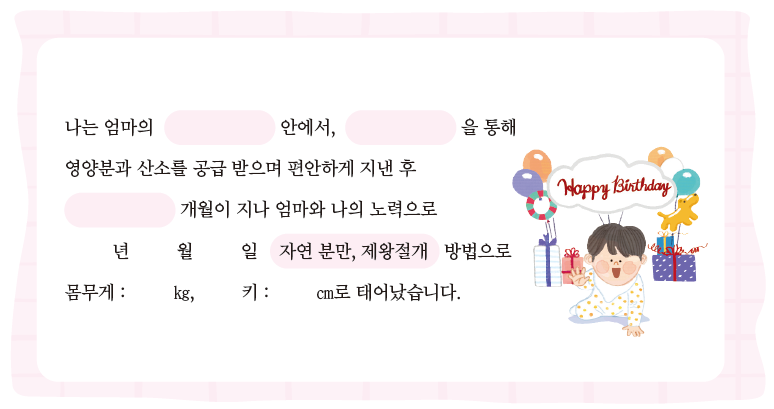 나는 엄마의 안에서, 을 통해
영양분과 산소를 공급 받으며 편안하게 지낸 후
개월이 지나 엄마와 나의 노력으로
년 월 일 자연 분만, 제왕절개 방법으로
몸무게 : kg, 키 : cm로 태어났습니다.
Happy Birthday